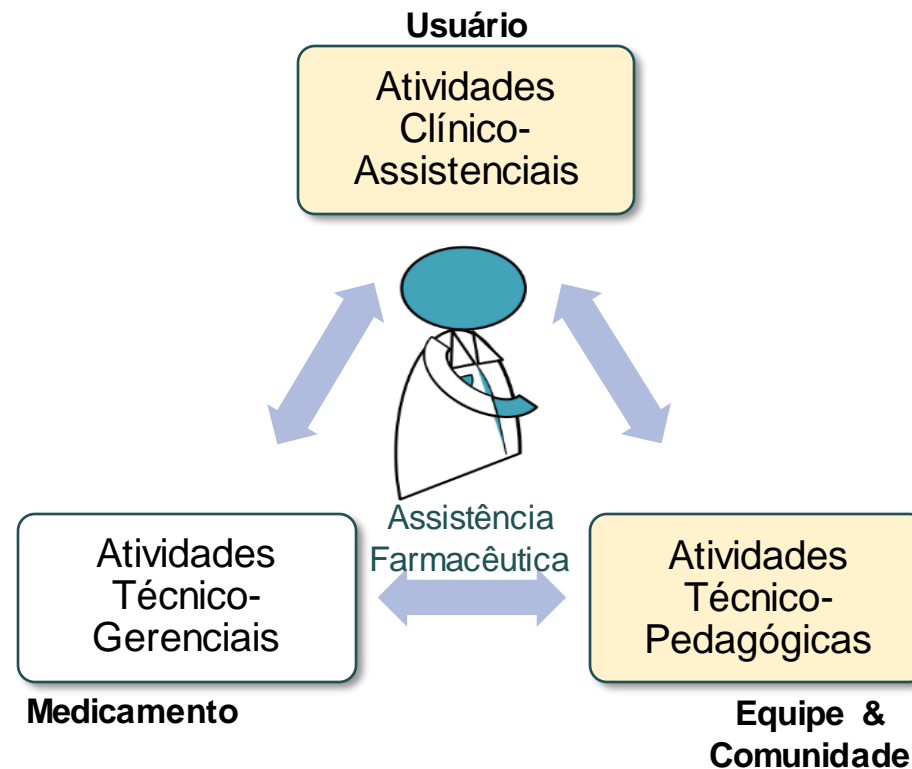 Usuário
Atividades
Clínico-
Assistenciais
Assistência
Farmacêutica
Atividades
Técnico-
Gerenciais
Medicamento
Atividades
Técnico-
Pedagógicas
Equipe &
Comunidade